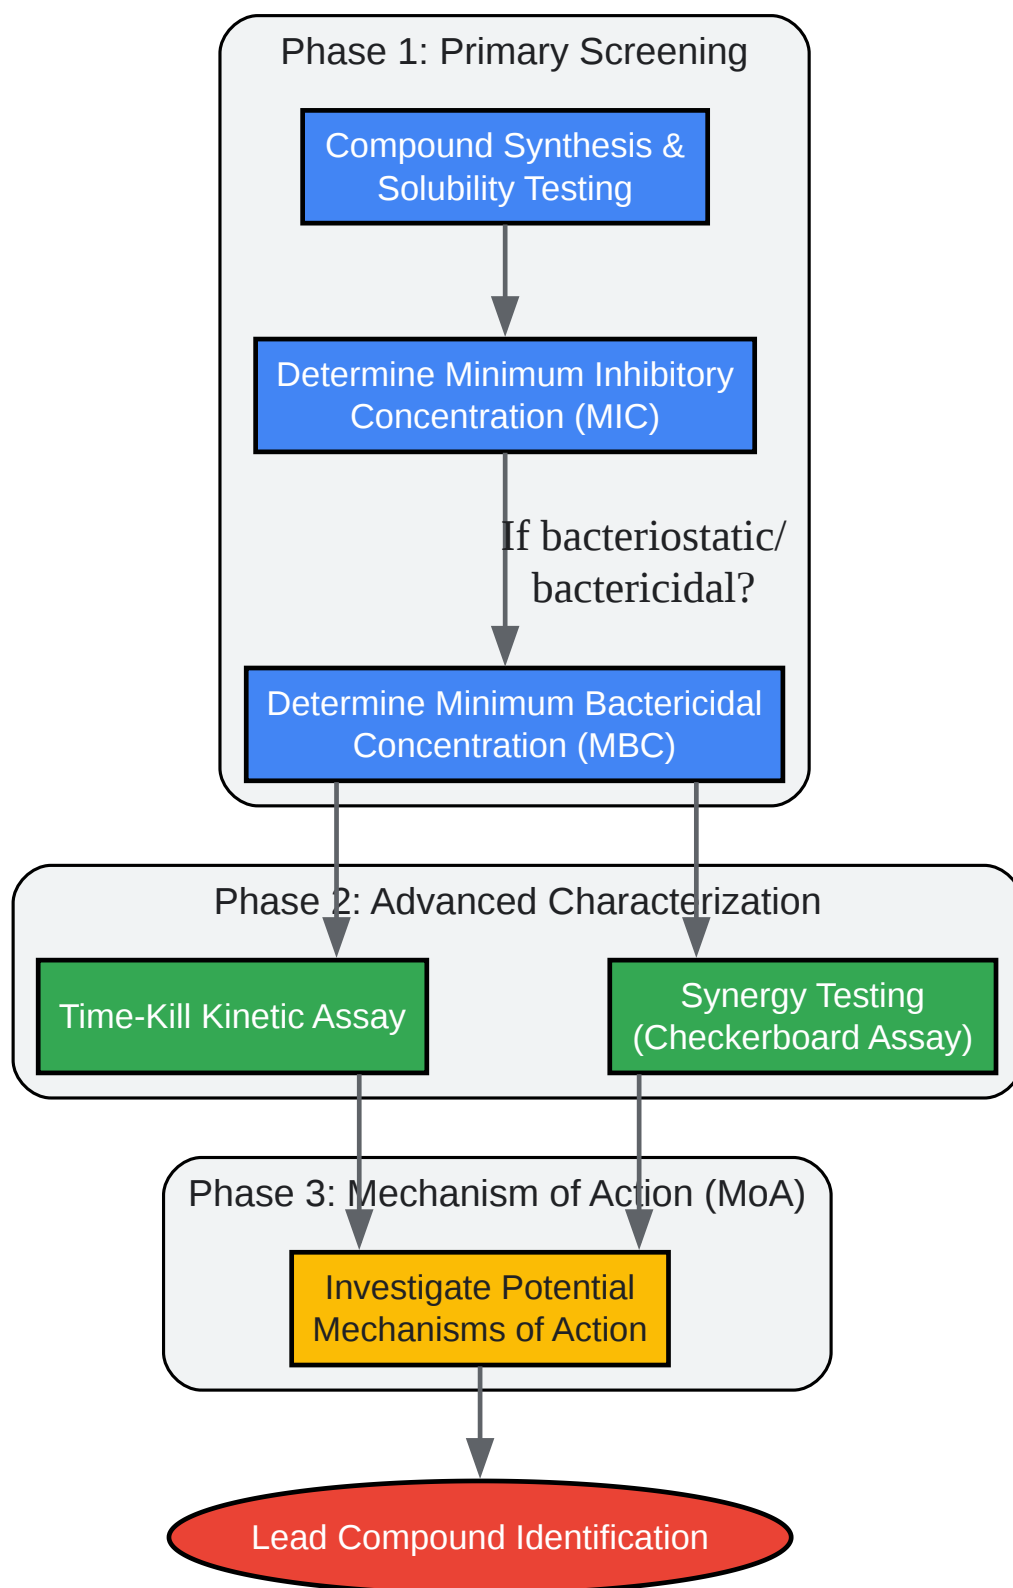 Phase 1: Primary Screening
Compound Synthesis &
Solubility Testing
Determine Minimum Inhibitory
Concentration (MIC)
If bacteriostatic/
bactericidal?
Determine Minimum Bactericidal
Concentration (MBC)
Phase 2: Advanced Characterization
Time-Kill Kinetic Assay
Synergy Testing
(Checkerboard Assay)
Phase 3: Mechanism of Action (MoA)
Investigate Potential
Mechanisms of Action
Lead Compound Identification